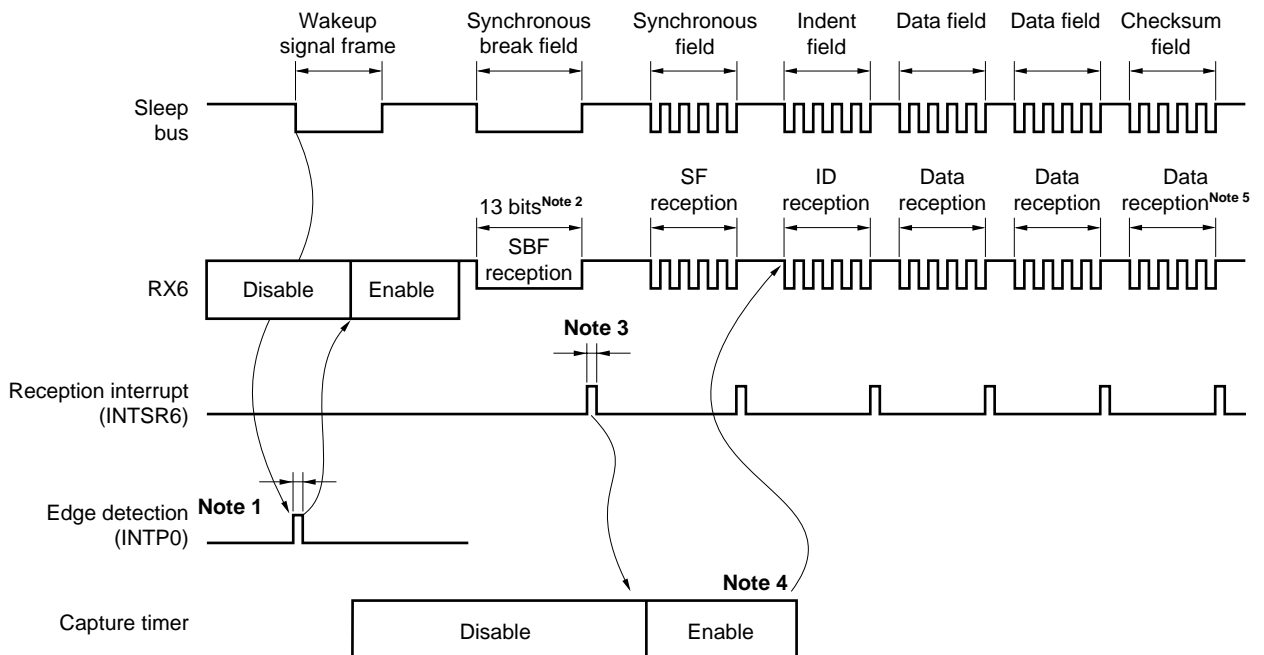 Wakeup
signal frame
Synchronous
break field
Synchronous
field
Indent
field
Data field
Data field
Checksum
field
Sleep
bus
13 bitsNote 2
SBF
reception
SF
reception
ID
reception
Data
reception
Data
reception
Data
receptionNote 5
RX6
Disable
Enable
Note 3
Reception interrupt
(INTSR6)
Note 1
Edge detection
(INTP0)
Note 4
Capture timer
Disable
Enable